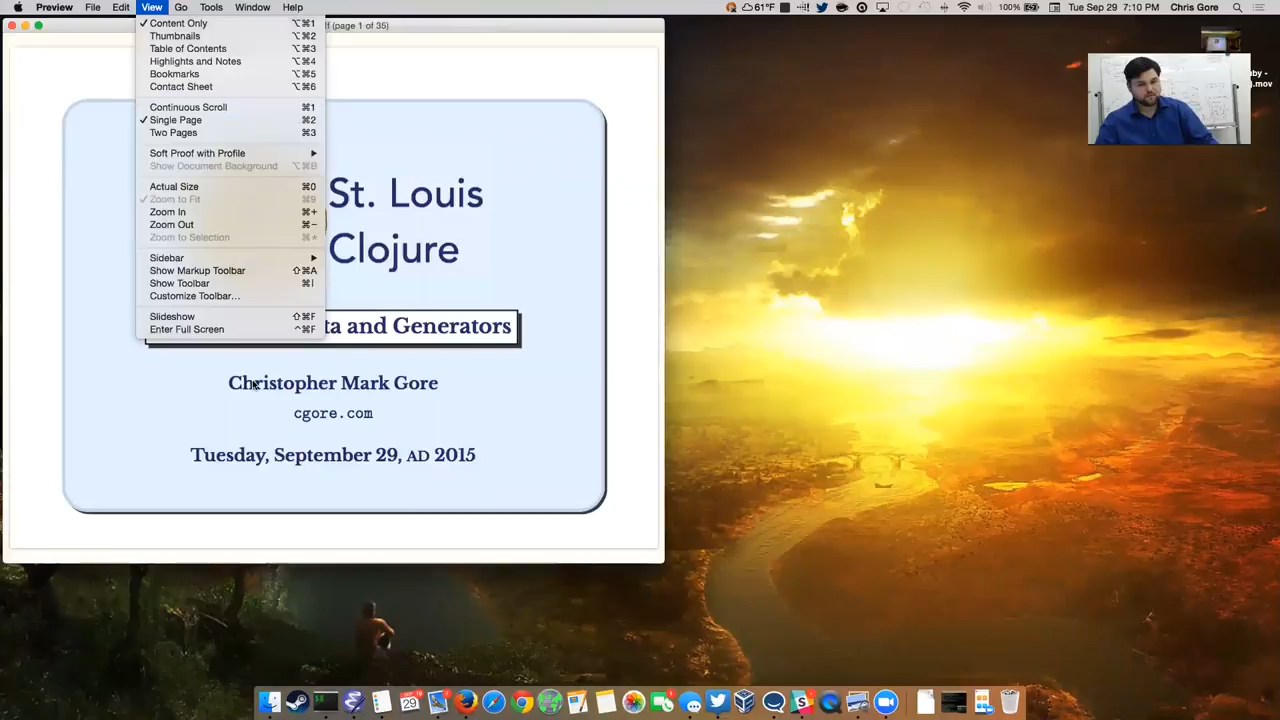 Preview File Edit View Go Tools Window Help
61°F 100% Tue Sep 29 7:10 PM Chris Gore
(page 1 of 35)
✓ Content Only ⌥⌘1
Thumbnails ⌥⌘2
Table of Contents ⌥⌘3
Highlights and Notes ⌥⌘4
Bookmarks ⌥⌘5
Contact Sheet ⌥⌘6
Continuous Scroll ⌘1
✓ Single Page ⌘2
Two Pages ⌘3
Soft Proof with Profile
Show Document Background ⌥⌘B
Actual Size ⌘0
✓ Zoom to Fit ⌘9
Zoom In ⌘+
Zoom Out ⌘−
Zoom to Selection ⌘*
Sidebar
Show Markup Toolbar ⇧⌘A
Show Toolbar ⌘I
Customize Toolbar...
Slideshow ⇧⌘F
Enter Full Screen ^⌘F
St. Louis
Clojure
ta and Generators
Christopher Mark Gore
cgore.com
Tuesday, September 29, AD 2015
.mov
29